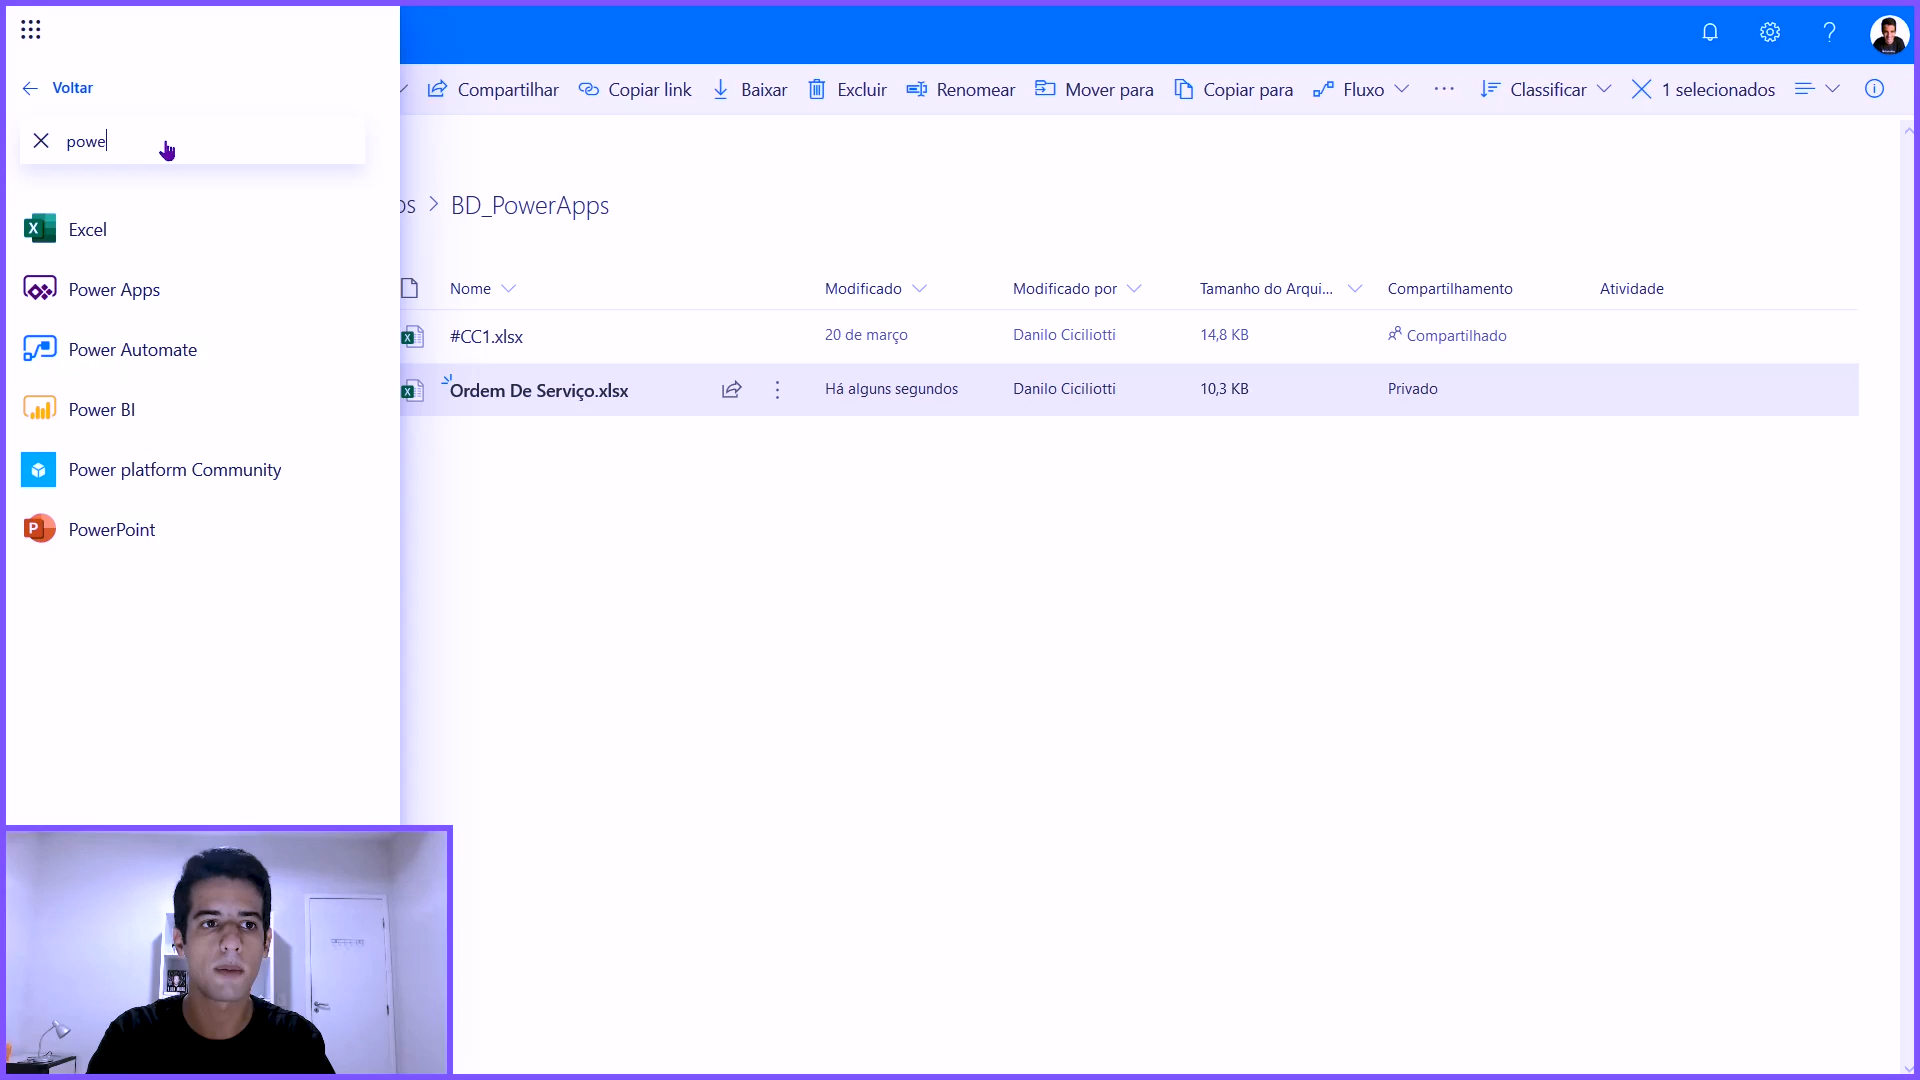 Voltar
powe
Excel
Power Apps
Power Automate
Power BI
Power platform Community
PowerPoint
Compartilhar
Copiar link
Baixar
Excluir
Renomear
Mover para
Copiar para
Fluxo
Classificar
1 selecionados
os > BD_PowerApps
Nome Modificado Modificado por Tamanho do Arqui... Compartilhamento Atividade
#CC1.xlsx 20 de março Danilo Ciciliotti 14,8 KB Compartilhado
Ordem De Serviço.xlsx Há alguns segundos Danilo Ciciliotti 10,3 KB Privado